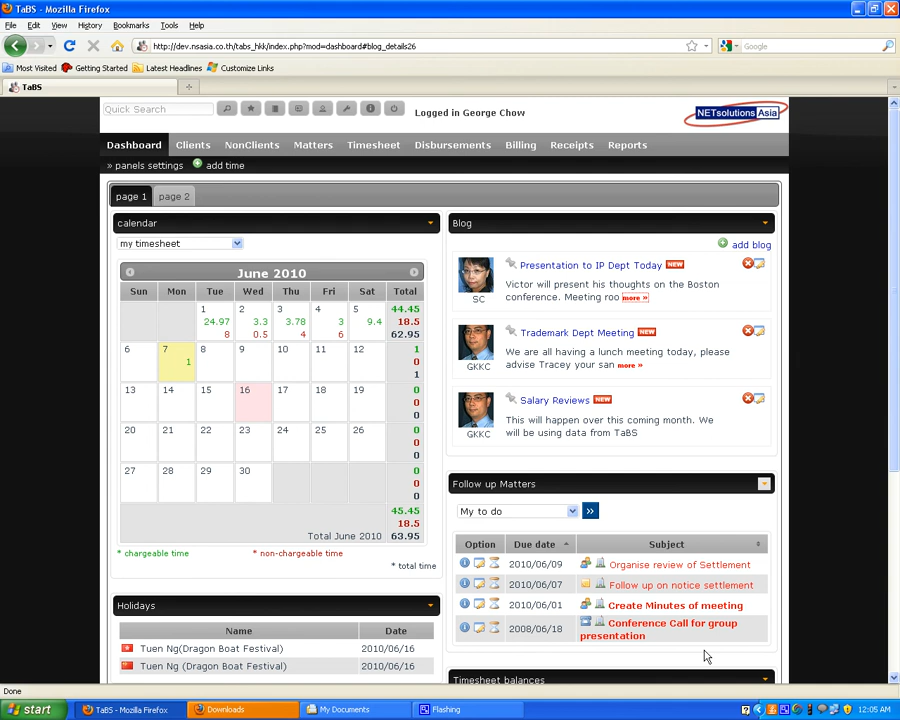 TaBS - Mozilla Firefox
File Edit View History Bookmarks Tools Help
http://dev.nsasia.co.th/tabs_hkk/index.php?mod=dashboard#blog_details26
Google
Most Visited Getting Started Latest Headlines Customize Links
TaBS
Quick Search
Logged in George Chow
NETsolutions Asia
Dashboard Clients NonClients Matters Timesheet Disbursements Billing Receipts Reports
» panels settings add time
page 1 page 2
calendar
my timesheet
June 2010
Sun Mon Tue Wed Thu Fri Sat Total
1 2 3 4 5 44.45
24.97 3.3 3.78 3 9.4 18.5
8 0.5 4 6 62.95
6 7 8 9 10 11 12 1
1 0
1
13 14 15 16 17 18 19 0
0
0
20 21 22 23 24 25 26 0
0
0
27 28 29 30 0
0
0
45.45
18.5
Total June 2010 63.95
* chargeable time * non-chargeable time
* total time
Holidays
Name Date
Tuen Ng(Dragon Boat Festival) 2010/06/16
Tuen Ng (Dragon Boat Festival) 2010/06/16
Blog
add blog
Presentation to IP Dept Today NEW
Victor will present his thoughts on the Boston
conference. Meeting roo more »
SC
Trademark Dept Meeting NEW
We are all having a lunch meeting today, please
advise Tracey your san more »
GKKC
Salary Reviews NEW
This will happen over this coming month. We
will be using data from TaBS
GKKC
Follow up Matters
My to do »
Option Due date Subject
2010/06/09 Organise review of Settlement
2010/06/07 Follow up on notice settlement
2010/06/01 Create Minutes of meeting
2008/06/18 Conference Call for group
presentation
Timesheet balances
Done
start TaBS - Mozilla Firefox Downloads My Documents Flashing 12:05 AM